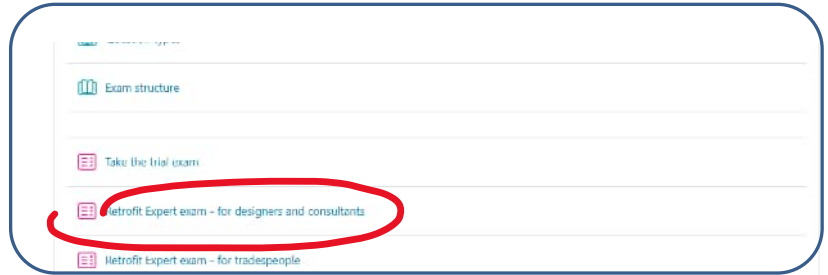 Exam structure
Take the trial exam
Retrofit Expert exam – for designers and consultants
Retrofit Expert exam – for tradespeople